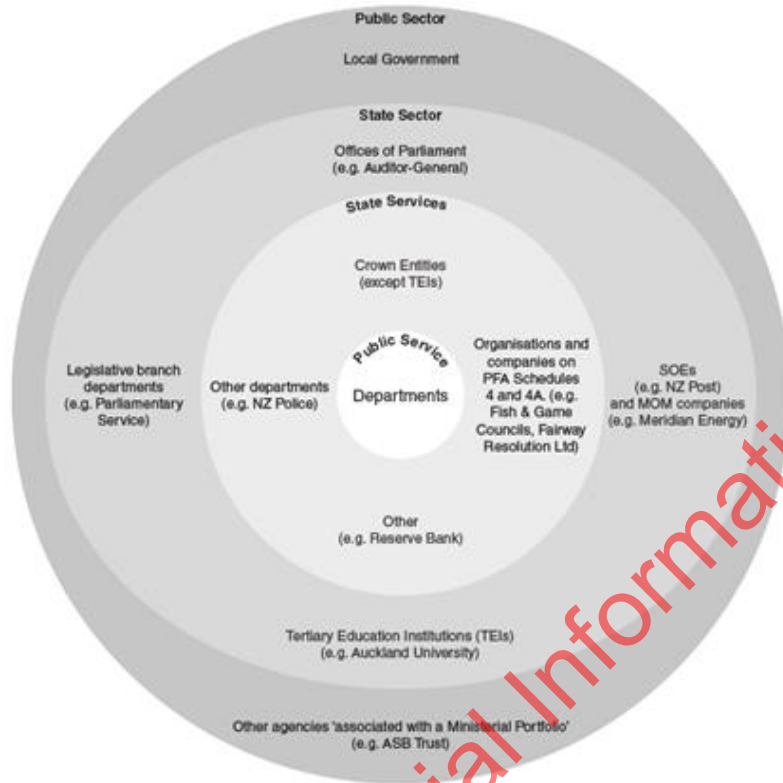 Public Sector
Local Government
State Sector
Offices of Parliament
(e.g. Auditor-General)
State Services
Crown Entities
(except TEIs)
Public Service
Departments
Legislative branch
departments
(e.g. Parliamentary
Service)
Other departments
(e.g. NZ Police)
Organisations and
companies on
PFA Schedules
4 and 4A. (e.g.
Fish & Game
Councils, Fairway
Resolution Ltd)
SOEs
(e.g. NZ Post)
and MOM companies
(e.g. Meridian Energy)
Other
(e.g. Reserve Bank)
Tertiary Education Institutions (TEIs)
(e.g. Auckland University)
Other agencies 'associated with a Ministerial Portfolio'
(e.g. ASB Trust)